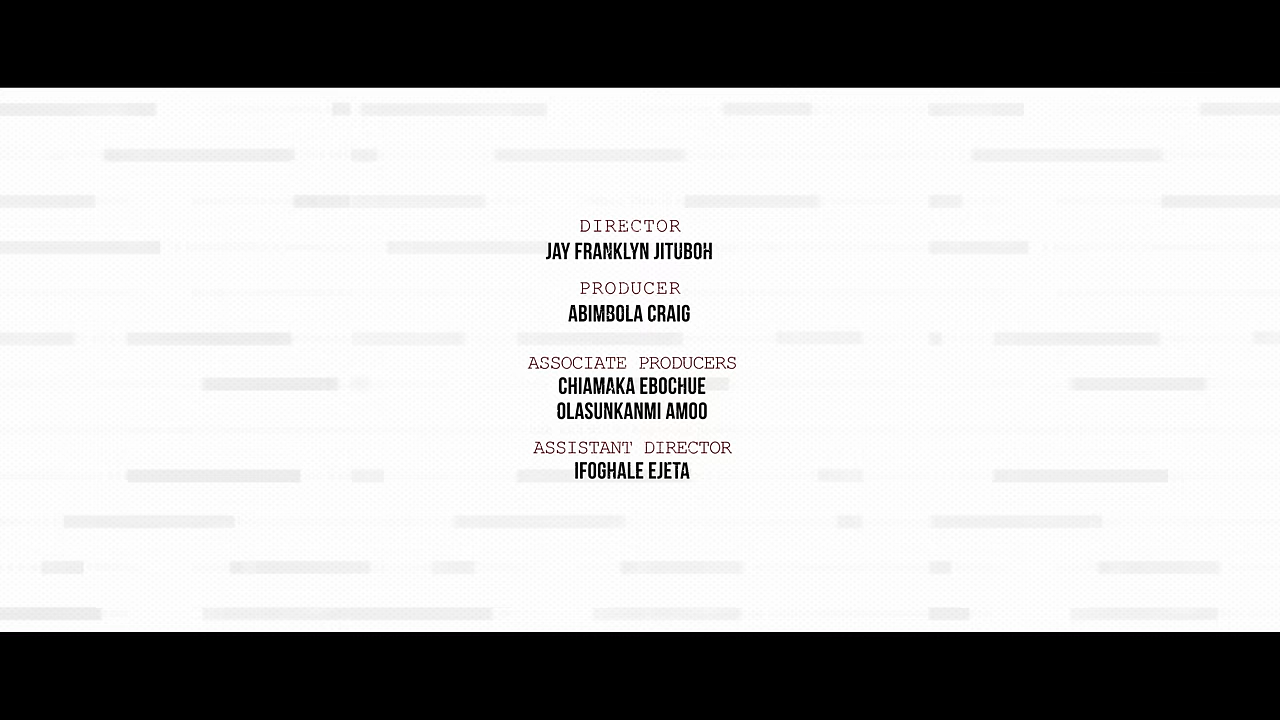 DIRECTOR
JAY FRANKLYN JITUBOH
PRODUCER
ABIMBOLA CRAIG
ASSOCIATE PRODUCERS
CHIAMAKA EBOCHUE
OLASUNKANMI AMOO
ASSISTANT DIRECTOR
IFOGHALE EJETA